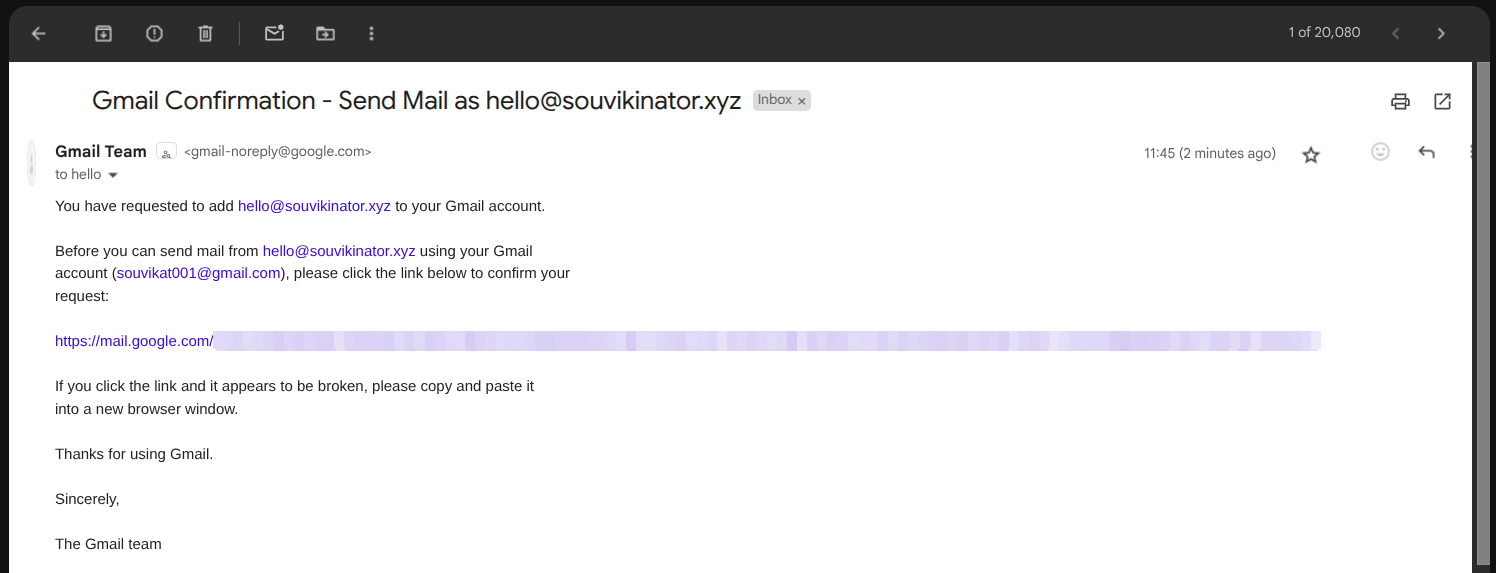 1 of 20,080
Gmail Confirmation - Send Mail as hello@souvikinator.xyz Inbox x
Gmail Team <gmail-noreply@google.com> 11:45 (2 minutes ago)
to hello
You have requested to add hello@souvikinator.xyz to your Gmail account.
Before you can send mail from hello@souvikinator.xyz using your Gmail
account (souvikat001@gmail.com), please click the link below to confirm your
request:
https://mail.google.com/
If you click the link and it appears to be broken, please copy and paste it
into a new browser window.
Thanks for using Gmail.
Sincerely,
The Gmail team